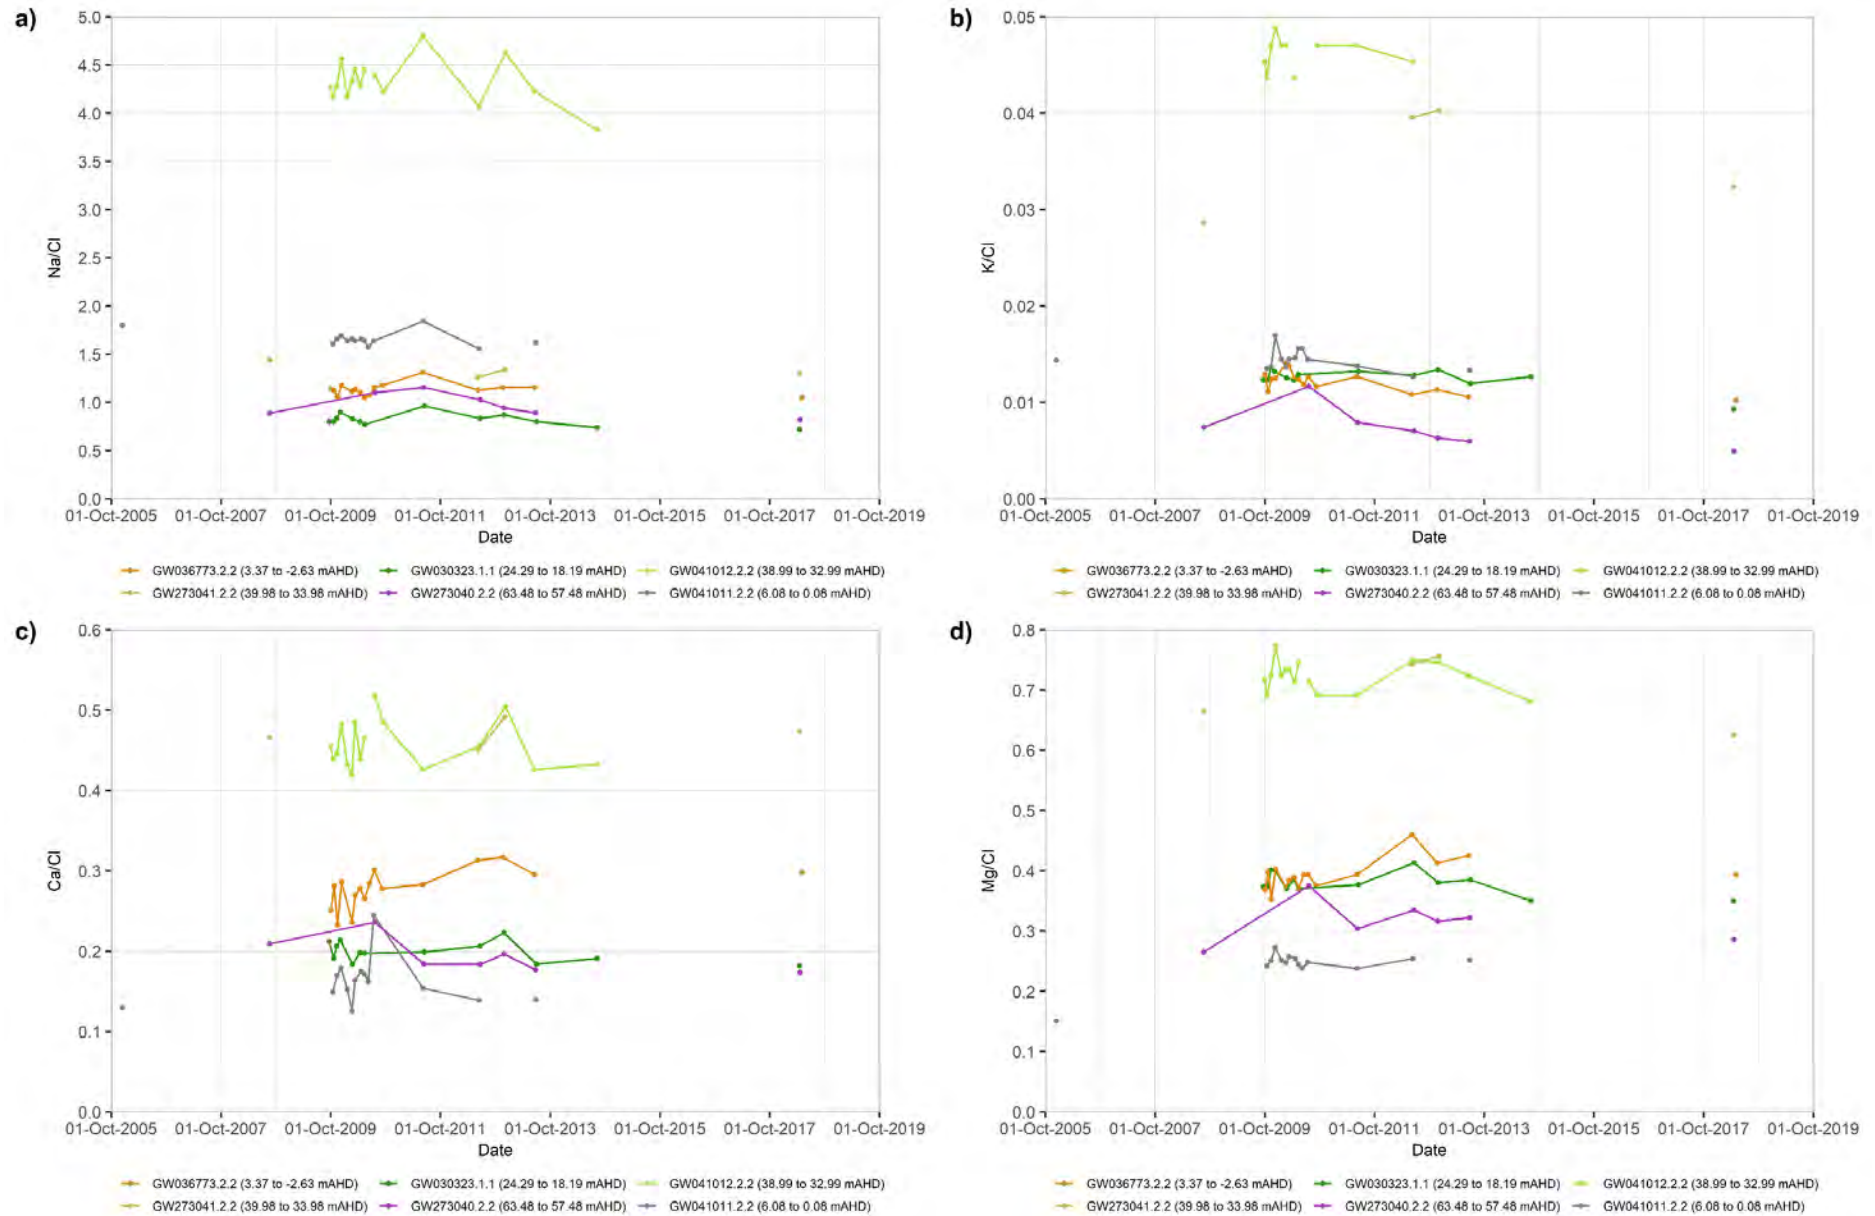 a)
5.0
4.5
4.0
3.5
3.0
2.5
2.0
1.5
1.0
0.5
0.0
Na/Cl
01-Oct-2005 01-Oct-2007 01-Oct-2009 01-Oct-2011 01-Oct-2013 01-Oct-2015 01-Oct-2017 01-Oct-2019
Date
GW036773.2.2 (3.37 to -2.63 mAHD) GW030323.1.1 (24.29 to 18.19 mAHD) GW041012.2.2 (38.99 to 32.99 mAHD)
GW273041.2.2 (39.98 to 33.98 mAHD) GW273040.2.2 (63.48 to 57.48 mAHD) GW041011.2.2 (6.08 to 0.08 mAHD)
b)
0.05
0.04
0.03
0.02
0.01
0.00
K/Cl
01-Oct-2005 01-Oct-2007 01-Oct-2009 01-Oct-2011 01-Oct-2013 01-Oct-2015 01-Oct-2017 01-Oct-2019
Date
GW036773.2.2 (3.37 to -2.63 mAHD) GW030323.1.1 (24.29 to 18.19 mAHD) GW041012.2.2 (38.99 to 32.99 mAHD)
GW273041.2.2 (39.98 to 33.98 mAHD) GW273040.2.2 (63.48 to 57.48 mAHD) GW041011.2.2 (6.08 to 0.08 mAHD)
c)
0.6
0.5
0.4
0.3
0.2
0.1
0.0
Ca/Cl
01-Oct-2005 01-Oct-2007 01-Oct-2009 01-Oct-2011 01-Oct-2013 01-Oct-2015 01-Oct-2017 01-Oct-2019
Date
GW036773.2.2 (3.37 to -2.63 mAHD) GW030323.1.1 (24.29 to 18.19 mAHD) GW041012.2.2 (38.99 to 32.99 mAHD)
GW273041.2.2 (39.98 to 33.98 mAHD) GW273040.2.2 (63.48 to 57.48 mAHD) GW041011.2.2 (6.08 to 0.08 mAHD)
d)
0.8
0.7
0.6
0.5
0.4
0.3
0.2
0.1
0.0
Mg/Cl
01-Oct-2005 01-Oct-2007 01-Oct-2009 01-Oct-2011 01-Oct-2013 01-Oct-2015 01-Oct-2017 01-Oct-2019
Date
GW036773.2.2 (3.37 to -2.63 mAHD) GW030323.1.1 (24.29 to 18.19 mAHD) GW041012.2.2 (38.99 to 32.99 mAHD)
GW273041.2.2 (39.98 to 33.98 mAHD) GW273040.2.2 (63.48 to 57.48 mAHD) GW041011.2.2 (6.08 to 0.08 mAHD)